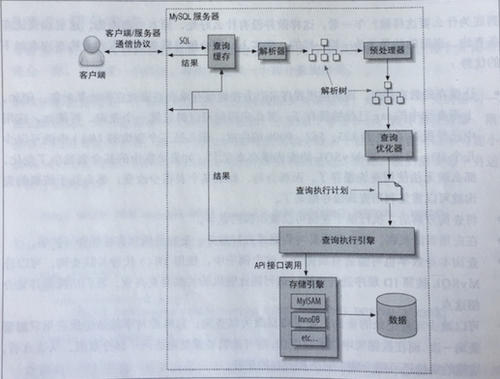 MySQL 服务器
客户端/服务器
通信协议
SQL
结果
查询
缓存
解析器
预处理器
客户端
解析树
查询
优化器
结果
查询执行计划
查询执行引擎
API 接口调用
存储引擎
MyISAM
InnoDB
etc...
数据